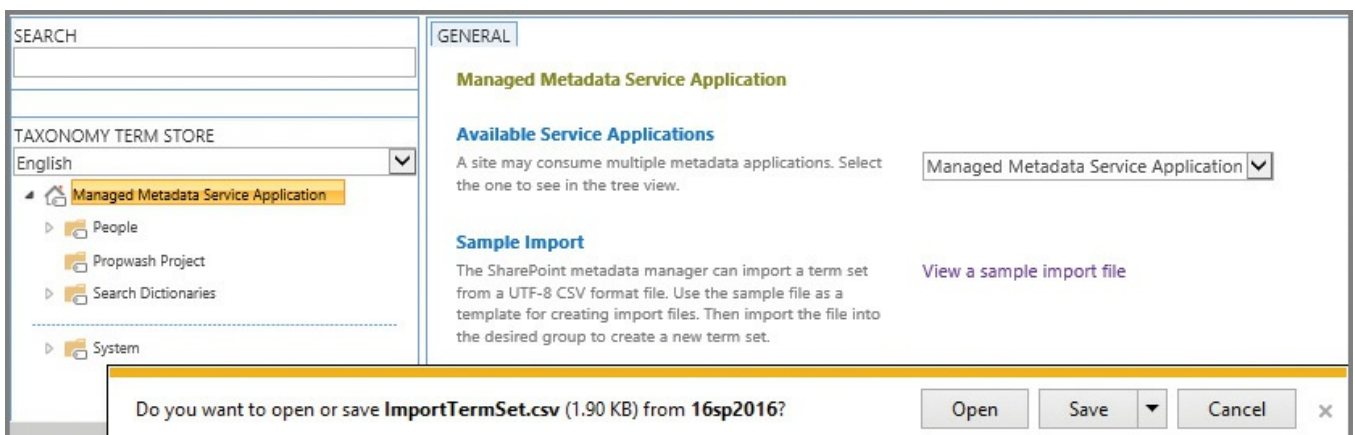 SEARCH
TAXONOMY TERM STORE
English
Managed Metadata Service Application
People
Propwash Project
Search Dictionaries
System
GENERAL
Managed Metadata Service Application
Available Service Applications
A site may consume multiple metadata applications. Select
the one to see in the tree view.
Managed Metadata Service Application
Sample Import
The SharePoint metadata manager can import a term set
from a UTF-8 CSV format file. Use the sample file as a
template for creating import files. Then import the file into
the desired group to create a new term set.
View a sample import file
Do you want to open or save ImportTermSet.csv (1.90 KB) from 16sp2016?
Open
Save
Cancel